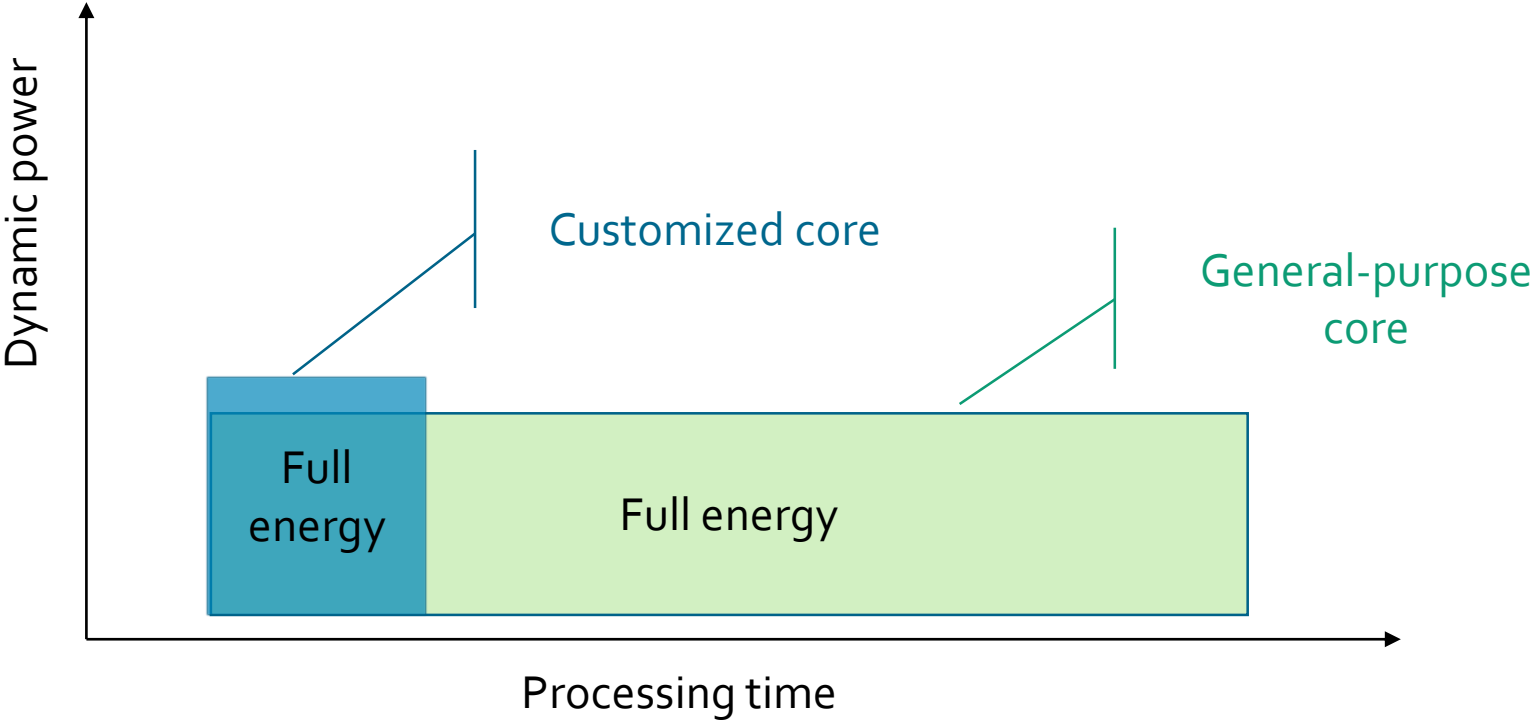 Dynamic power
Customized core
General-purpose
core
Full
energy
Full energy
Processing time